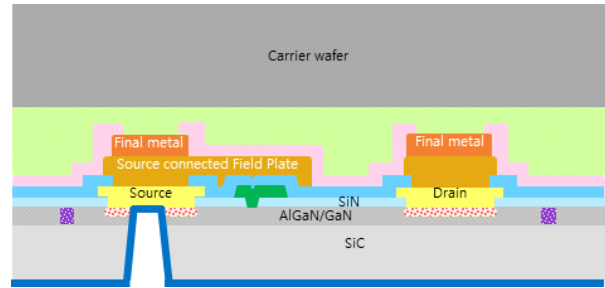 Carrier wafer
Final metal
Final metal
Source connected Field Plate
Source
Drain
SiN
AlGaN/GaN
SiC